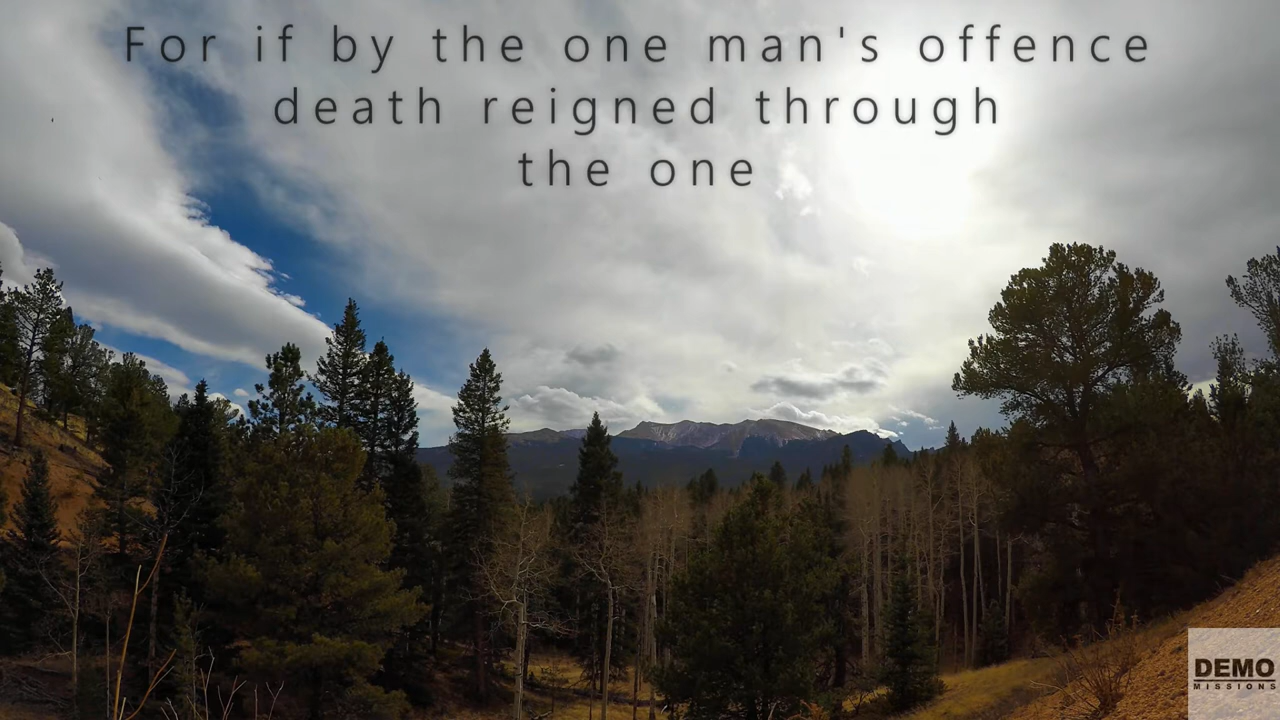 For if by the one man's offence
death reigned through
the one
DEMO
MISSIONS